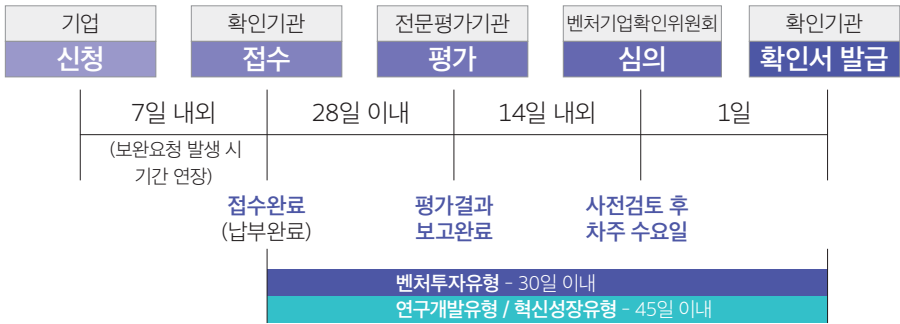 기업
신청
확인기관
접수
전문평가기관
평가
벤처기업확인위원회
심의
확인기관
확인서 발급
7일 내외
28일 이내
14일 내외
1일
(보완요청 발생 시
기간 연장)
접수완료
(납부완료)
평가결과
보고완료
사전검토 후
차주 수요일
벤처투자유형 - 30일 이내
연구개발유형 / 혁신성장유형 - 45일 이내